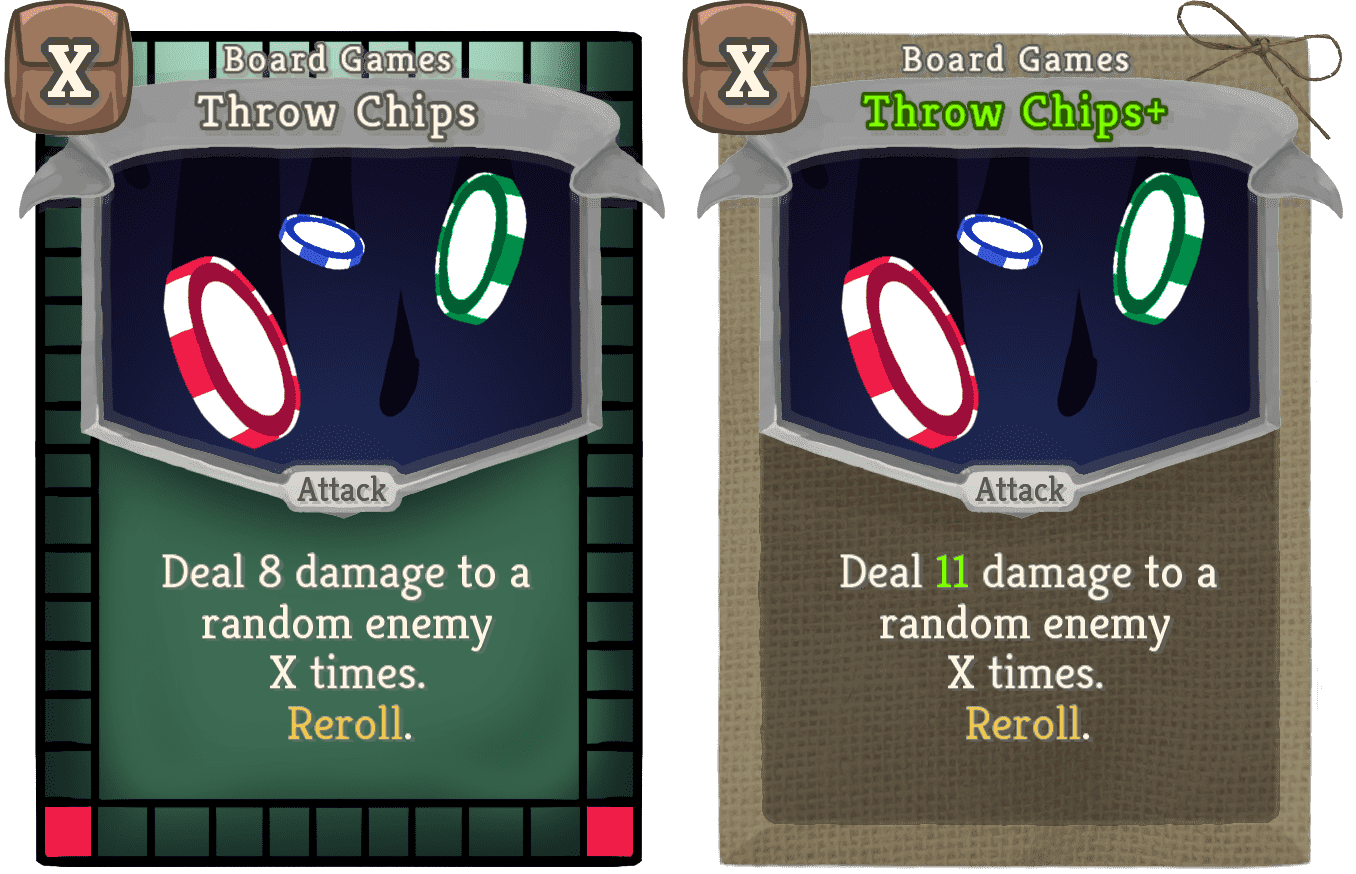 X
Board Games
Throw Chips
Attack
Deal 8 damage to a
random enemy
X times.
Reroll.
X
Board Games
Throw Chips+
Attack
Deal 11 damage to a
random enemy
X times.
Reroll.